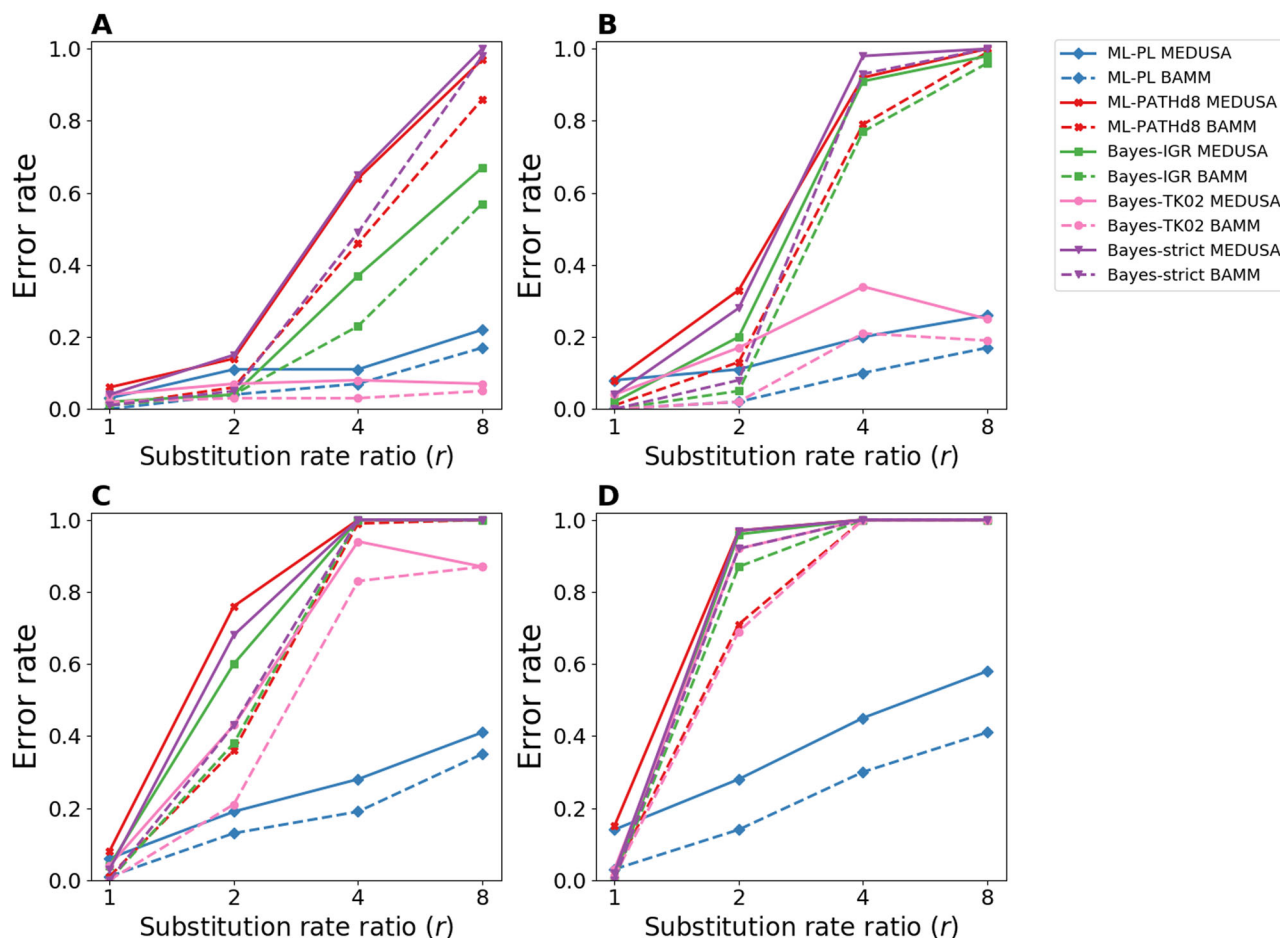 A
Error rate
1.0
0.8
0.6
0.4
0.2
0.0
1 2 4 8
Substitution rate ratio (r)
B
Error rate
1.0
0.8
0.6
0.4
0.2
0.0
1 2 4 8
Substitution rate ratio (r)
ML-PL MEDUSA
ML-PL BAMM
ML-PATHd8 MEDUSA
ML-PATHd8 BAMM
Bayes-IGR MEDUSA
Bayes-IGR BAMM
Bayes-TK02 MEDUSA
Bayes-TK02 BAMM
Bayes-strict MEDUSA
Bayes-strict BAMM
C
Error rate
1.0
0.8
0.6
0.4
0.2
0.0
1 2 4 8
Substitution rate ratio (r)
D
Error rate
1.0
0.8
0.6
0.4
0.2
0.0
1 2 4 8
Substitution rate ratio (r)